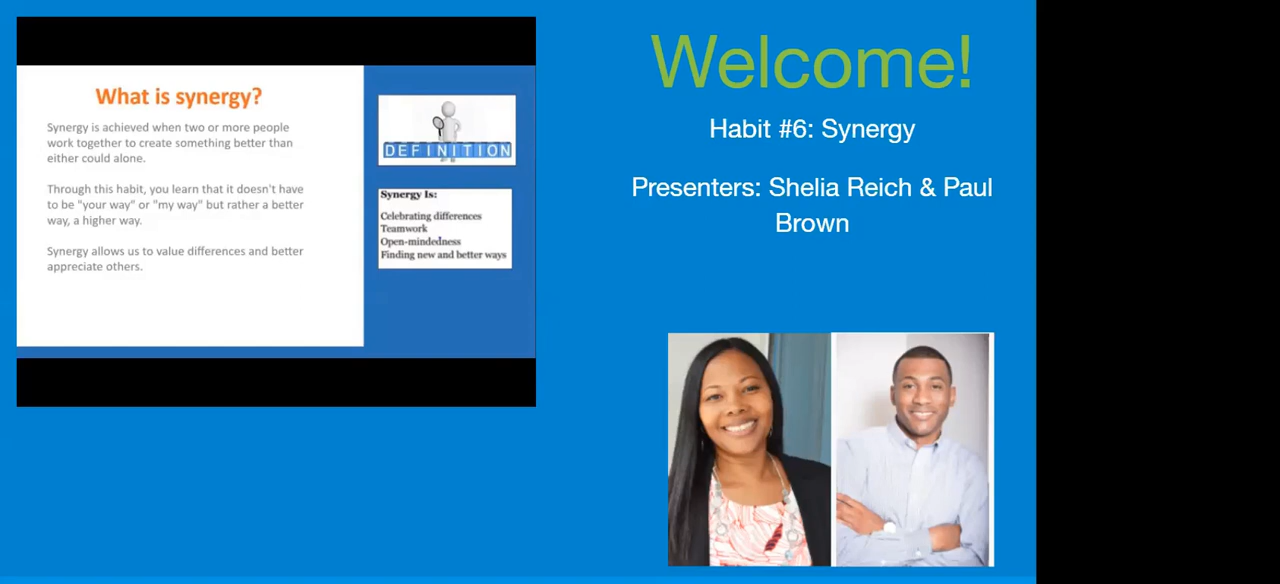 What is synergy?
Synergy is achieved when two or more people
work together to create something better than
either could alone.
Through this habit, you learn that it doesn't have
to be "your way" or "my way" but rather a better
way, a higher way.
Synergy allows us to value differences and better
appreciate others.
DEFINITION
Synergy Is:
Celebrating differences
Teamwork
Open-mindedness
Finding new and better ways
Welcome!
Habit #6: Synergy
Presenters: Shelia Reich & Paul
Brown